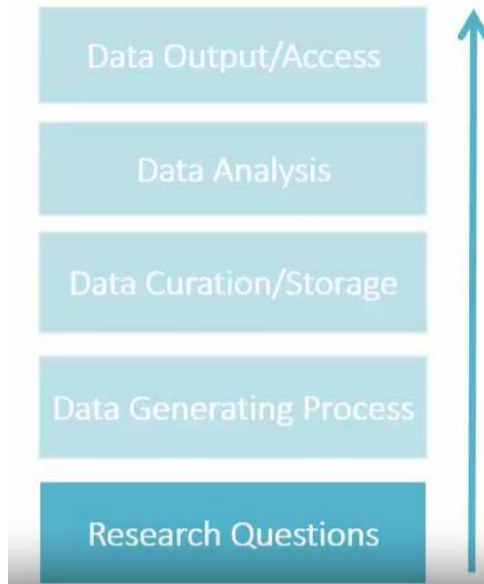 Data Output/Access
Data Analysis
Data Curation/Storage
Data Generating Process
Research Questions